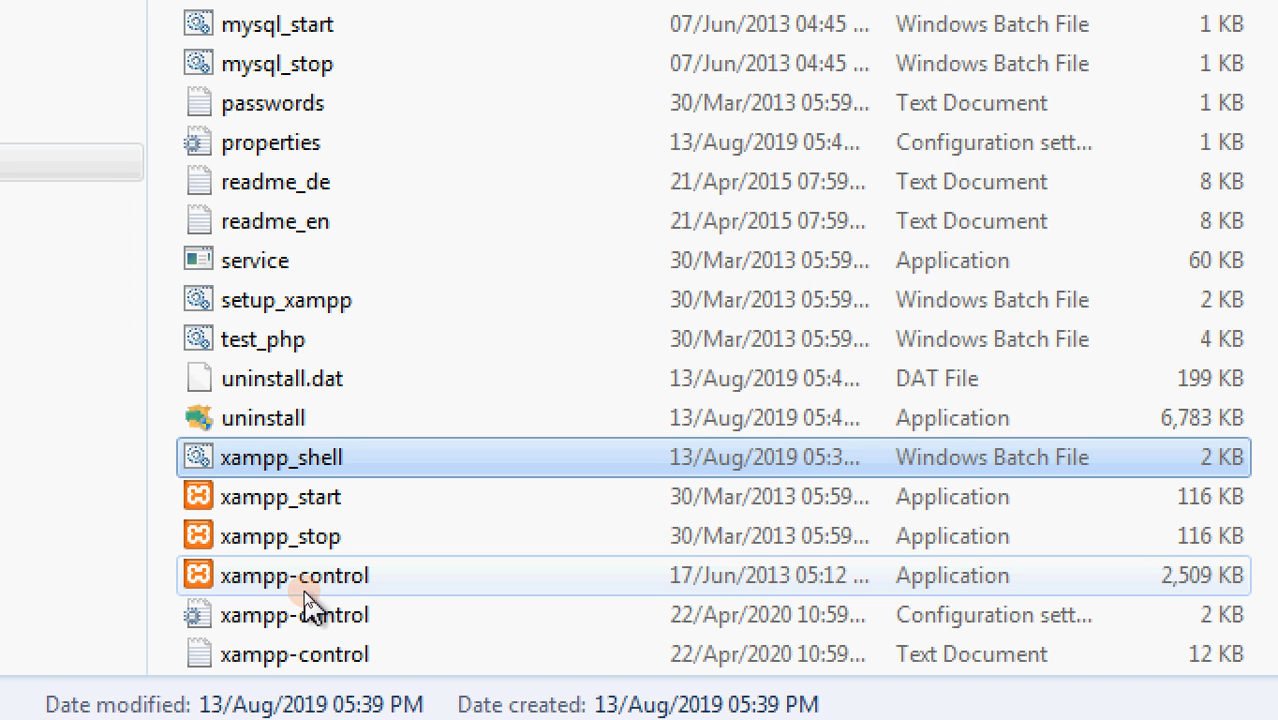 mysql_start 07/Jun/2013 04:45 ... Windows Batch File 1 KB
mysql_stop 07/Jun/2013 04:45 ... Windows Batch File 1 KB
passwords 30/Mar/2013 05:59... Text Document 1 KB
properties 13/Aug/2019 05:4... Configuration sett... 1 KB
readme_de 21/Apr/2015 07:59... Text Document 8 KB
readme_en 21/Apr/2015 07:59... Text Document 8 KB
service 30/Mar/2013 05:59... Application 60 KB
setup_xampp 30/Mar/2013 05:59... Windows Batch File 2 KB
test_php 30/Mar/2013 05:59... Windows Batch File 4 KB
uninstall.dat 13/Aug/2019 05:4... DAT File 199 KB
uninstall 13/Aug/2019 05:4... Application 6,783 KB
xampp_shell 13/Aug/2019 05:3... Windows Batch File 2 KB
xampp_start 30/Mar/2013 05:59... Application 116 KB
xampp_stop 30/Mar/2013 05:59... Application 116 KB
xampp-control 17/Jun/2013 05:12 ... Application 2,509 KB
xampp-control 22/Apr/2020 10:59... Configuration sett... 2 KB
xampp-control 22/Apr/2020 10:59... Text Document 12 KB
Date modified: 13/Aug/2019 05:39 PM Date created: 13/Aug/2019 05:39 PM